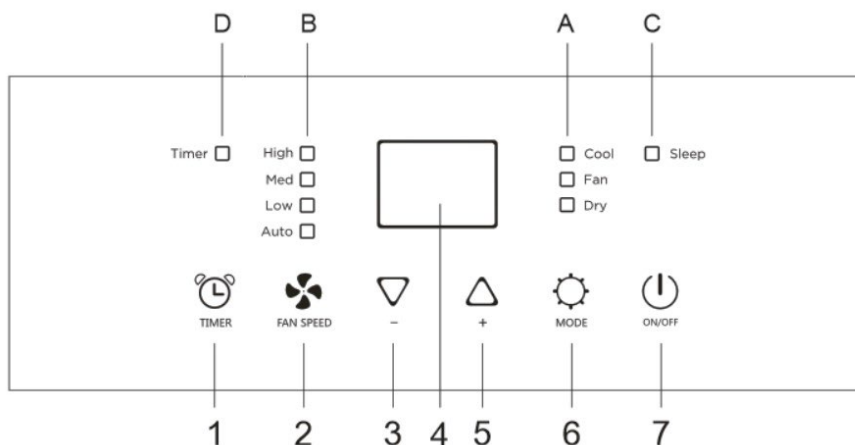 D B A C
Timer High Cool Sleep
Med Fan
Low Dry
Auto
TIMER FAN SPEED - + MODE ON/OFF
1 2 3 4 5 6 7